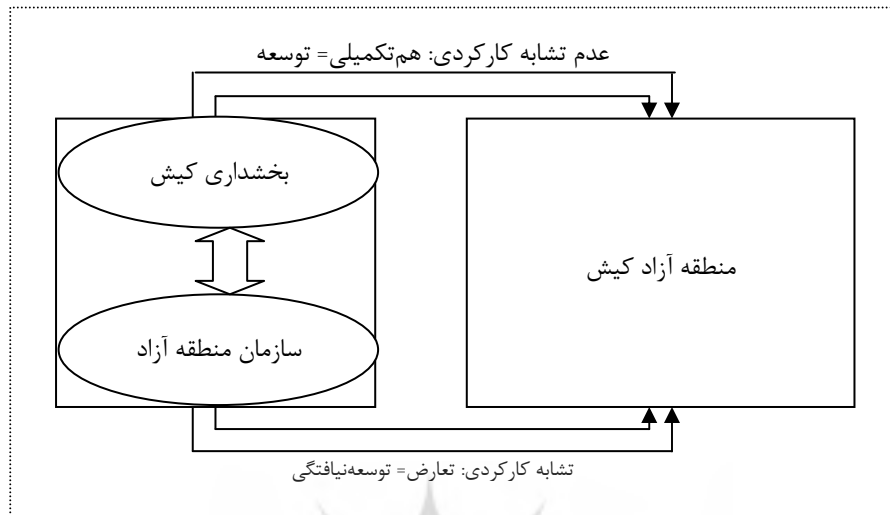 عدم تشابه کارکردی: هم‌تکمیلی= توسعه
بخشداری کیش
منطقه آزاد کیش
سازمان منطقه آزاد
تشابه کارکردی: تعارض= توسعه‌نیافتگی